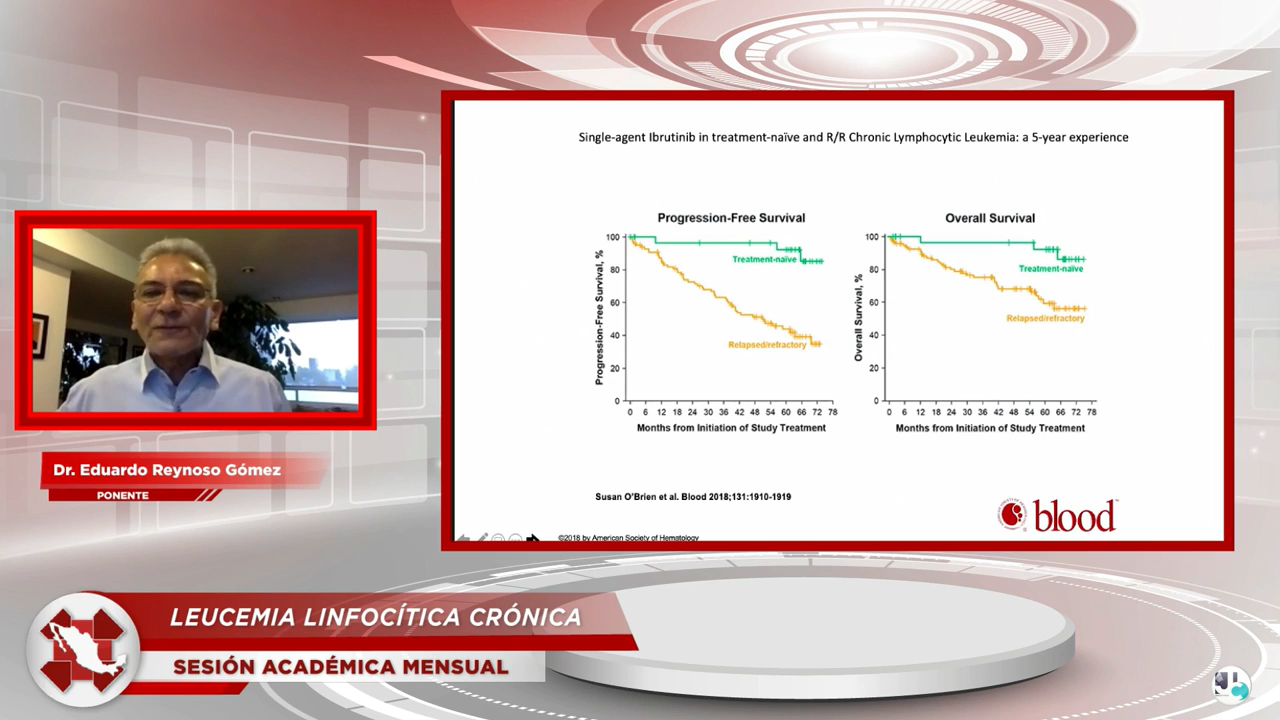 Single-agent Ibrutinib in treatment-naïve and R/R Chronic Lymphocytic Leukemia: a 5-year experience
Progression-Free Survival
Progression-Free Survival, %
100
80
60
40
20
0
Treatment-naïve
Relapsed/refractory
0 6 12 18 24 30 36 42 48 54 60 66 72 78
Months from Initiation of Study Treatment
Overall Survival
Overall Survival, %
100
80
60
40
20
0
Treatment-naïve
Relapsed/refractory
0 6 12 18 24 30 36 42 48 54 60 66 72 78
Months from Initiation of Study Treatment
Susan O'Brien et al. Blood 2018;131:1910-1919
blood
©2018 by American Society of Hematology
Dr. Eduardo Reynoso Gómez
PONENTE
LEUCEMIA LINFOCÍTICA CRÓNICA
SESIÓN ACADÉMICA MENSUAL